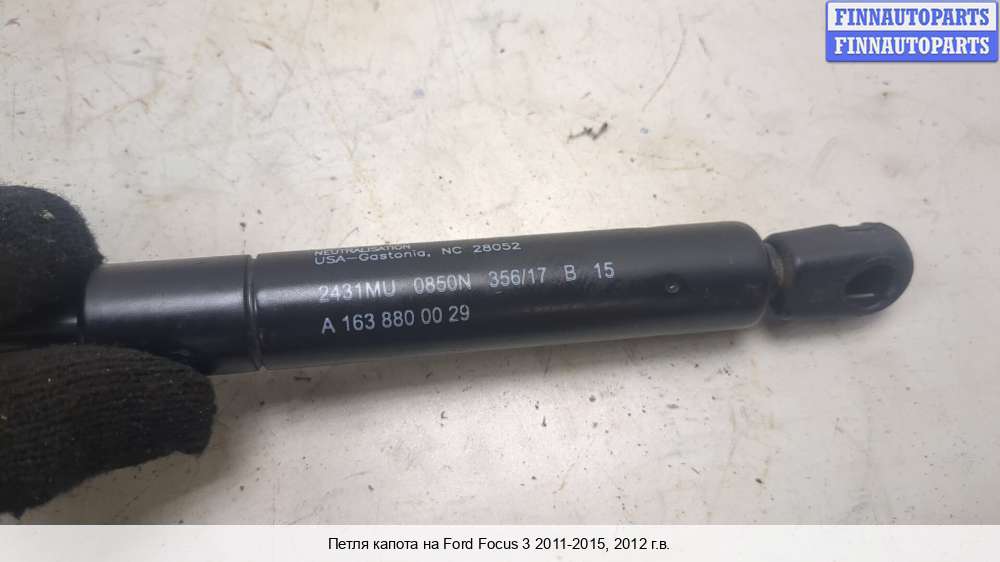 FINNAUTOPARTS
FINNAUTOPARTS
NEUTRALISATION
USA-Gastonia, NC 28052
2431MU 0850N 356/17 B 15
A 163 880 00 29
Петля капота на Ford Focus 3 2011-2015, 2012 г.в.